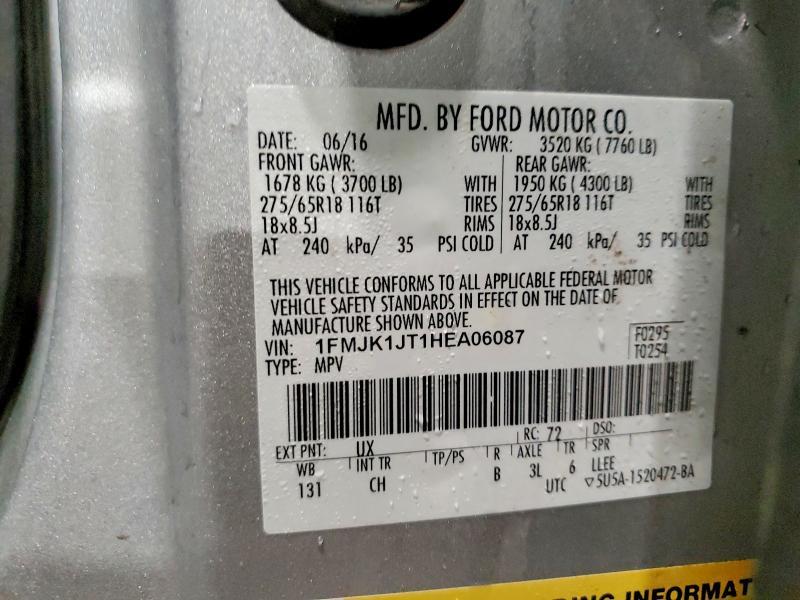 MFD. BY FORD MOTOR CO.
DATE: 06/16 GVWR: 3520 KG ( 7760 LB)
FRONT GAWR: REAR GAWR:
1678 KG ( 3700 LB) WITH 1950 KG ( 4300 LB) WITH
275/65R18 116T TIRES 275/65R18 116T TIRES
18x8.5J RIMS 18x8.5J RIMS
AT 240 kPa/ 35 PSI COLD AT 240 kPa/ 35 PSI COLD
THIS VEHICLE CONFORMS TO ALL APPLICABLE FEDERAL MOTOR
VEHICLE SAFETY STANDARDS IN EFFECT ON THE DATE OF
MANUFACTURE SHOWN ABOVE.
VIN: 1FMJK1JT1HEA06087 F0295
TYPE: MPV T0254
EXT PNT: UX RC: 72 DSO:
WB INT TR TP/PS R AXLE TR SPR
131 CH B 3L 6 LLEE
UTC ▽5U5A-1520472-BA
INFORMAT